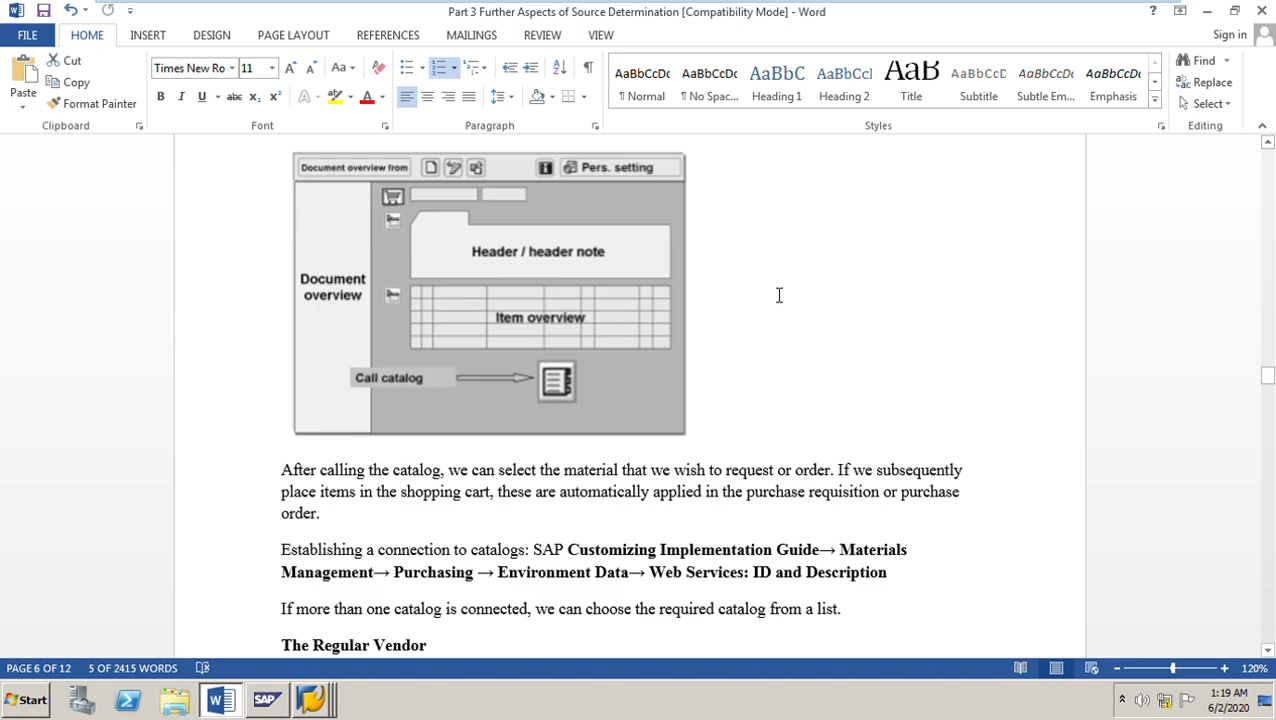 Part 3 Further Aspects of Source Determination [Compatibility Mode] - Word
FILE HOME INSERT DESIGN PAGE LAYOUT REFERENCES MAILINGS REVIEW VIEW Sign in
Paste
Cut
Copy
Format Painter
Clipboard
Times New Ro 11
Font
Paragraph
AaBbCcDc AaBbCcDc AaBbC AaBbCcI AaB AaBbCcD AaBbCcDc AaBbCcDc
¶ Normal ¶ No Spac... Heading 1 Heading 2 Title Subtitle Subtle Em... Emphasis
Styles
Find
Replace
Select
Editing
Document overview from Pers. setting
Header / header note
Document
overview
Item overview
Call catalog
After calling the catalog, we can select the material that we wish to request or order. If we subsequently
place items in the shopping cart, these are automatically applied in the purchase requisition or purchase
order.
Establishing a connection to catalogs: SAP Customizing Implementation Guide→ Materials
Management→ Purchasing → Environment Data→ Web Services: ID and Description
If more than one catalog is connected, we can choose the required catalog from a list.
The Regular Vendor
PAGE 6 OF 12 5 OF 2415 WORDS 120%
Start SAP 1:19 AM
6/2/2020